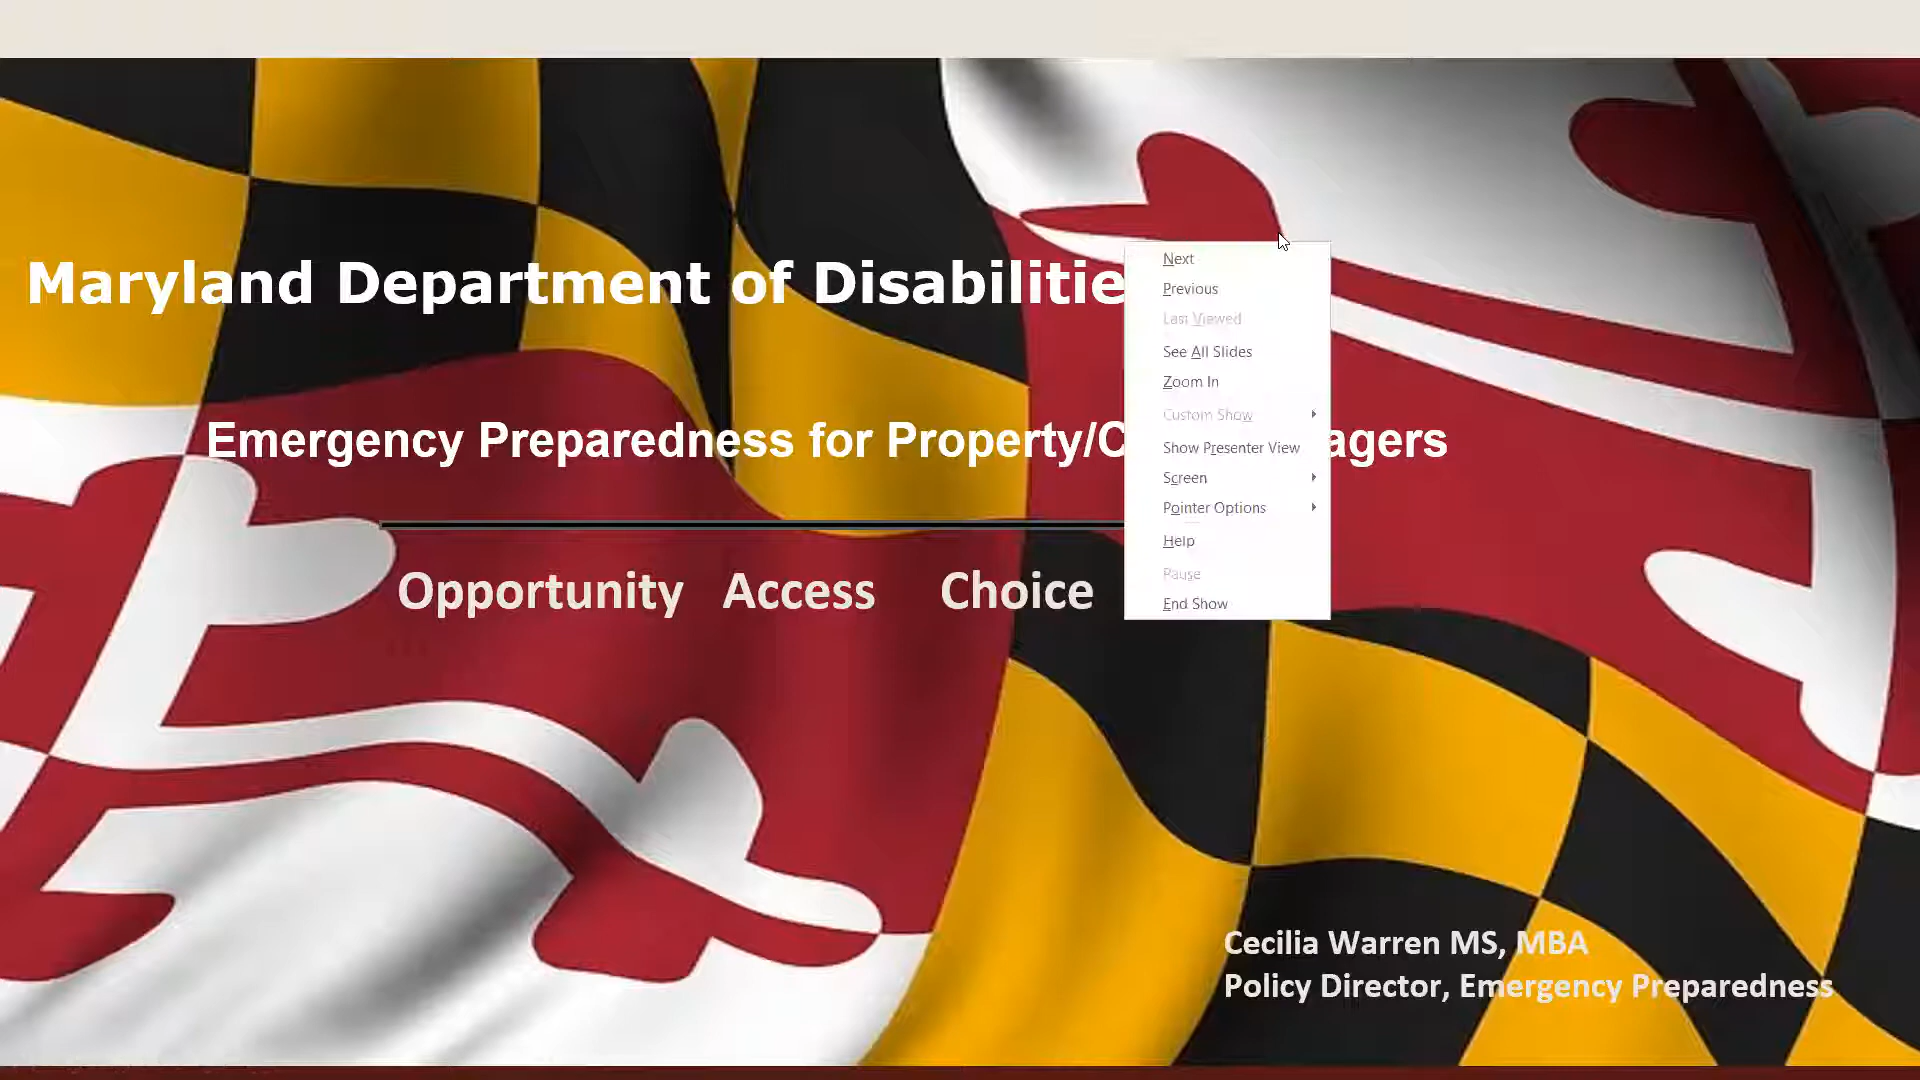 Maryland Department of Disabilitie
Emergency Preparedness for Property/C agers
Opportunity Access Choice
Next
Previous
Last Viewed
See All Slides
Zoom In
Custom Show
Show Presenter View
Screen
Pointer Options
Help
Pause
End Show
Cecilia Warren MS, MBA
Policy Director, Emergency Preparedness